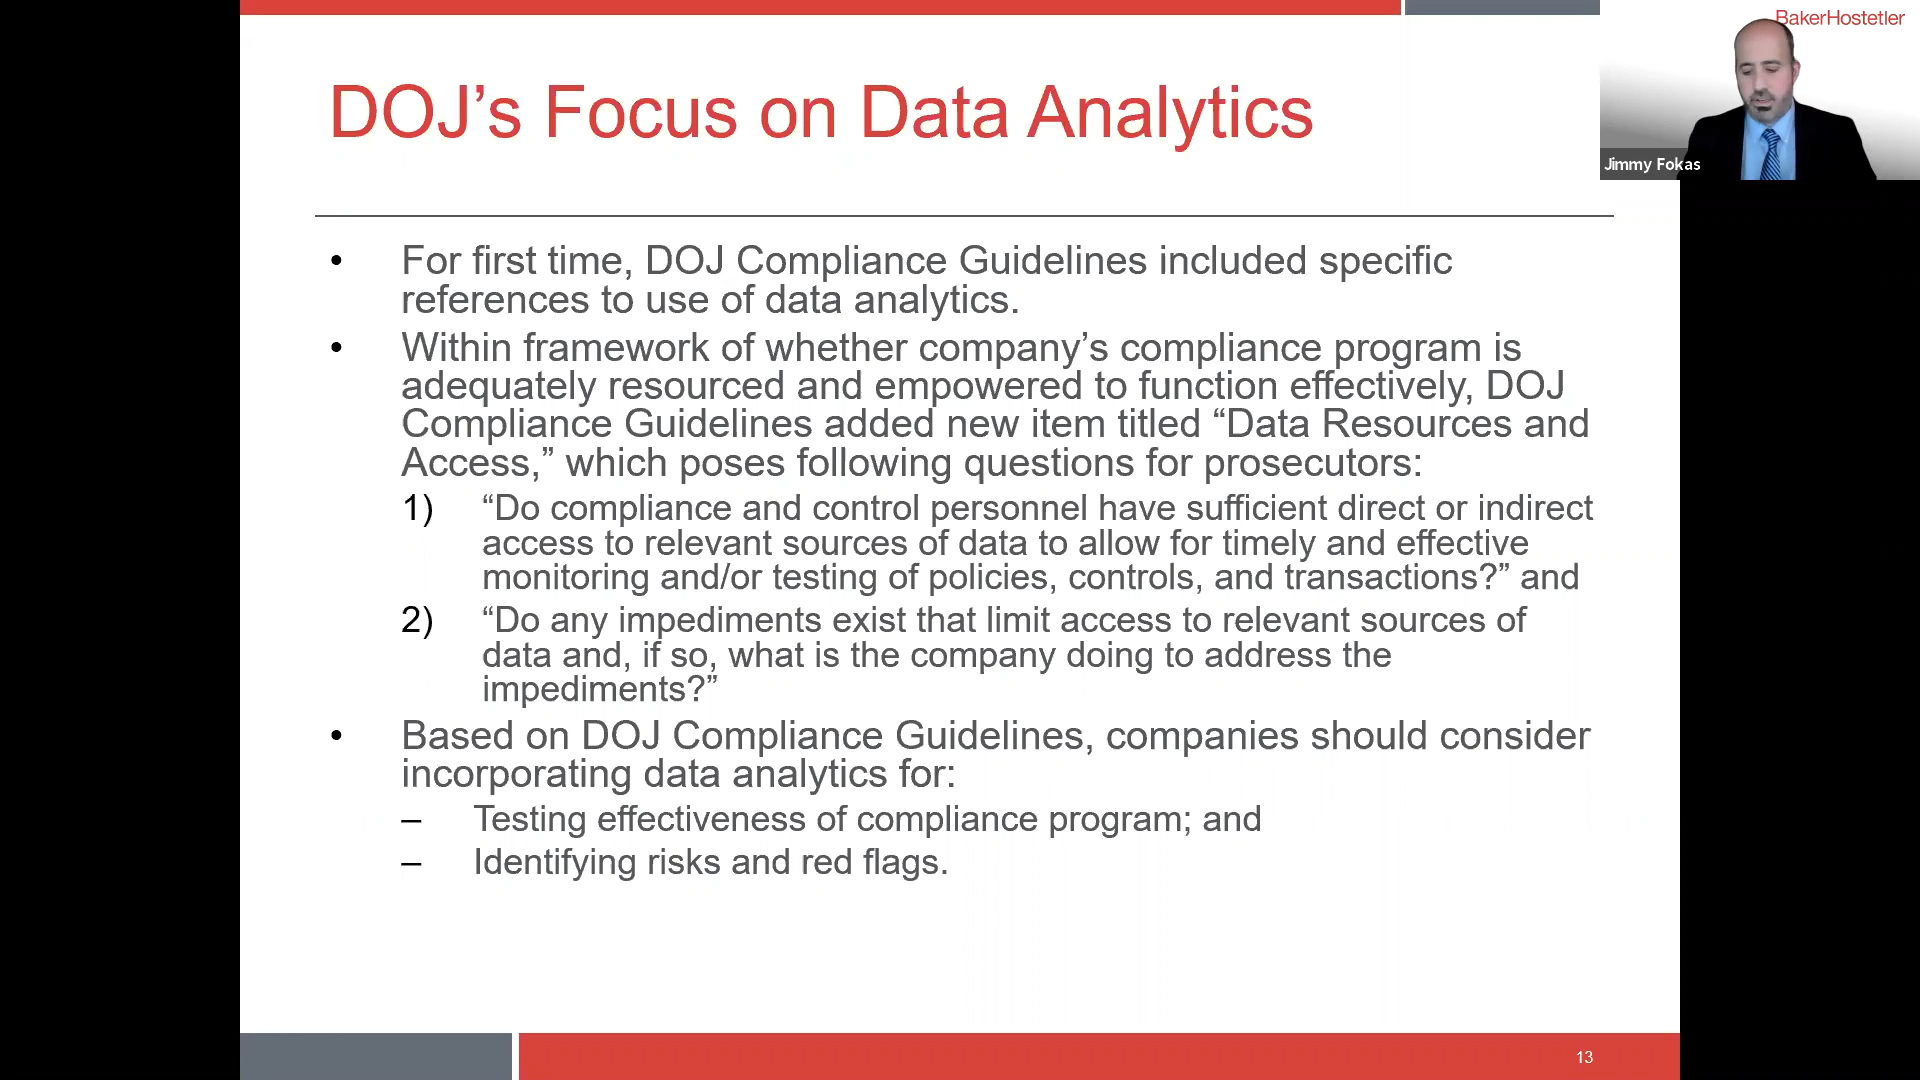 BakerHostetler
DOJ’s Focus on Data Analytics
Jimmy Fokas
• For first time, DOJ Compliance Guidelines included specific
references to use of data analytics.
• Within framework of whether company’s compliance program is
adequately resourced and empowered to function effectively, DOJ
Compliance Guidelines added new item titled “Data Resources and
Access,” which poses following questions for prosecutors:
1) “Do compliance and control personnel have sufficient direct or indirect
access to relevant sources of data to allow for timely and effective
monitoring and/or testing of policies, controls, and transactions?” and
2) “Do any impediments exist that limit access to relevant sources of
data and, if so, what is the company doing to address the
impediments?”
• Based on DOJ Compliance Guidelines, companies should consider
incorporating data analytics for:
– Testing effectiveness of compliance program; and
– Identifying risks and red flags.
13